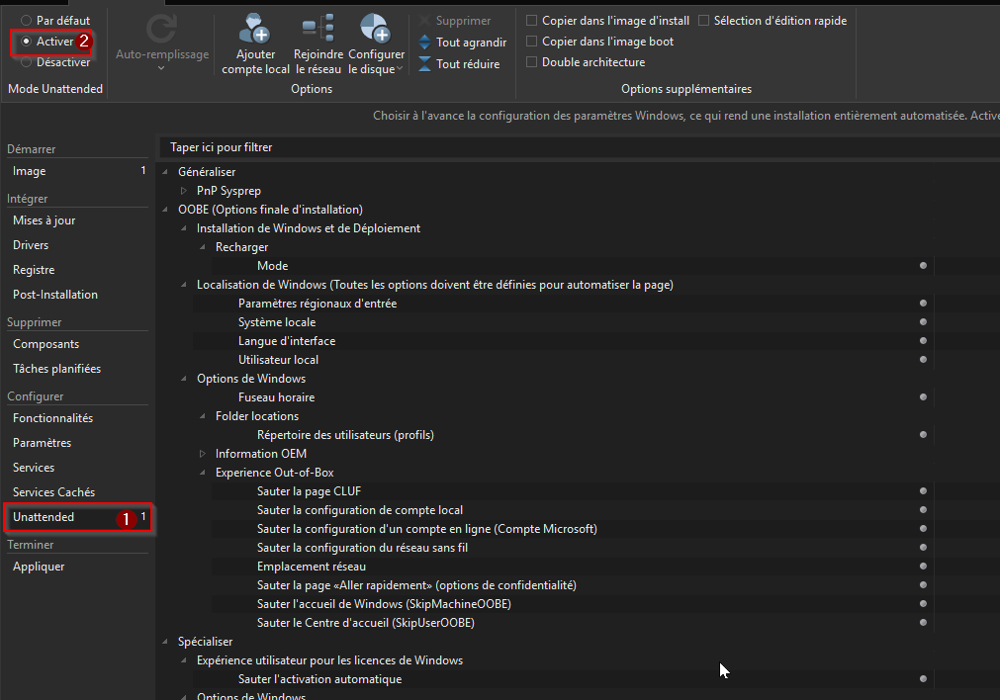 Par défaut
Activer 2
Désactiver
Mode Unattended
Auto-remplissage
Ajouter
compte local
Rejoindre
le réseau
Configurer
le disque
Supprimer
Tout agrandir
Tout réduire
Options
Copier dans l'image d'install
Sélection d'édition rapide
Copier dans l'image boot
Double architecture
Options supplémentaires
Choisir à l'avance la configuration des paramètres Windows, ce qui rend une installation entièrement automatisée. Active
Démarrer
Image 1
Intégrer
Mises à jour
Drivers
Registre
Post-Installation
Supprimer
Composants
Tâches planifiées
Configurer
Fonctionnalités
Paramètres
Services
Services Cachés
Unattended 1 1
Terminer
Appliquer
Taper ici pour filtrer
Généraliser
PnP Sysprep
OOBE (Options finale d'installation)
Installation de Windows et de Déploiement
Recharger
Mode
Localisation de Windows (Toutes les options doivent être définies pour automatiser la page)
Paramètres régionaux d'entrée
Système locale
Langue d'interface
Utilisateur local
Options de Windows
Fuseau horaire
Folder locations
Répertoire des utilisateurs (profils)
Information OEM
Experience Out-of-Box
Sauter la page CLUF
Sauter la configuration de compte local
Sauter la configuration d'un compte en ligne (Compte Microsoft)
Sauter la configuration du réseau sans fil
Emplacement réseau
Sauter la page «Aller rapidement» (options de confidentialité)
Sauter l'accueil de Windows (SkipMachineOOBE)
Sauter le Centre d'accueil (SkipUserOOBE)
Spécialiser
Expérience utilisateur pour les licences de Windows
Sauter l'activation automatique
Options de Windows